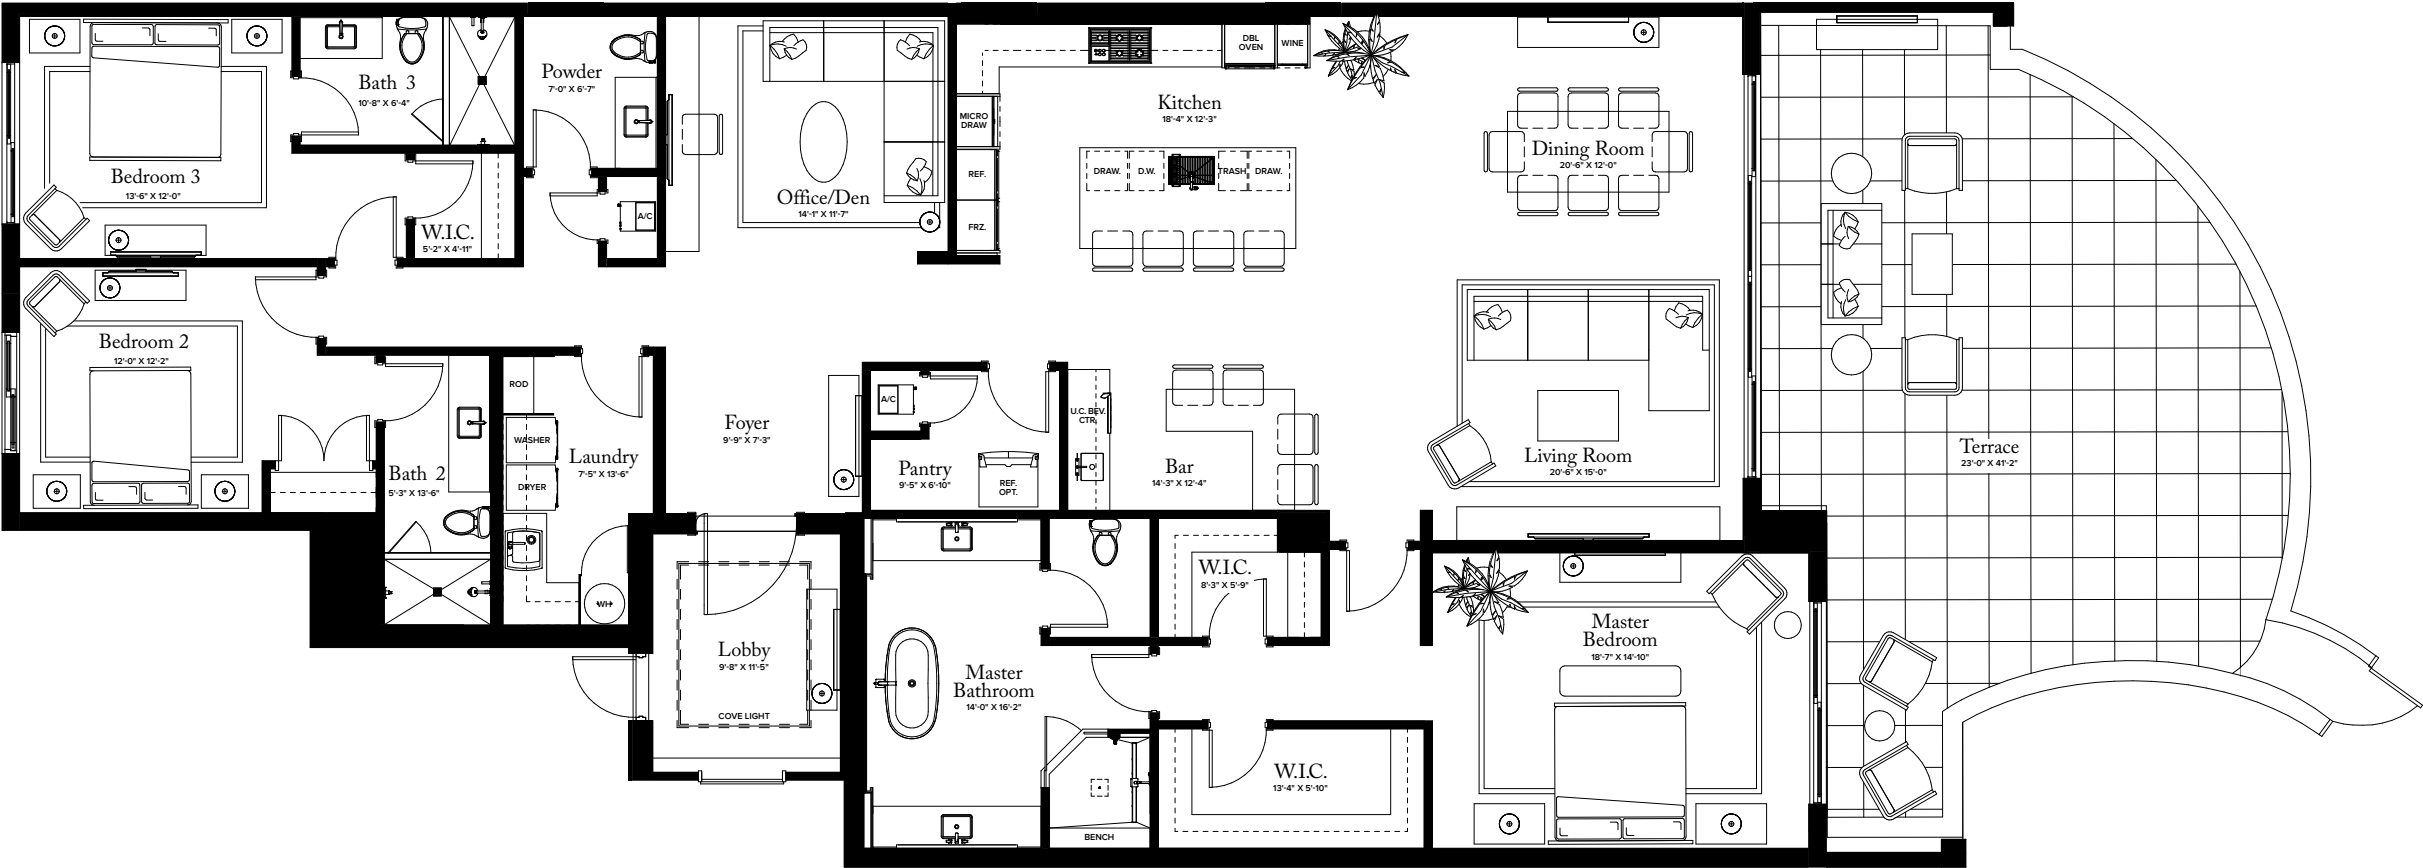 Bedroom 3
13'-6" X 12'-0"
Bath 3
10'-8" X 6'-4"
W.I.C.
5'-2" X 4'-11"
Powder
7'-0" X 6'-7"
A/C
Office/Den
14'-1" X 11'-7"
DBL
OVEN
WINE
MICRO
DRAW
REF.
FRZ.
Kitchen
18'-4" X 12'-3"
DRAW.
D.W.
TRASH
DRAW.
Dining Room
20'-6" X 12'-0"
Bedroom 2
12'-0" X 12'-2"
Bath 2
5'-3" X 13'-6"
ROD
WASHER
DRYER
Laundry
7'-5" X 13'-6"
WH
Foyer
9'-9" X 7'-3"
A/C
Pantry
9'-5" X 6'-10"
REF.
OPT.
U.C. BEV.
CTR.
Bar
14'-3" X 12'-4"
Living Room
20'-6" X 15'-0"
Terrace
23'-0" X 41'-2"
Lobby
9'-8" X 11'-5"
COVE LIGHT
Master
Bathroom
14'-0" X 16'-2"
BENCH
W.I.C.
8'-3" X 5'-9"
W.I.C.
13'-4" X 5'-10"
Master
Bedroom
18'-7" X 14'-10"